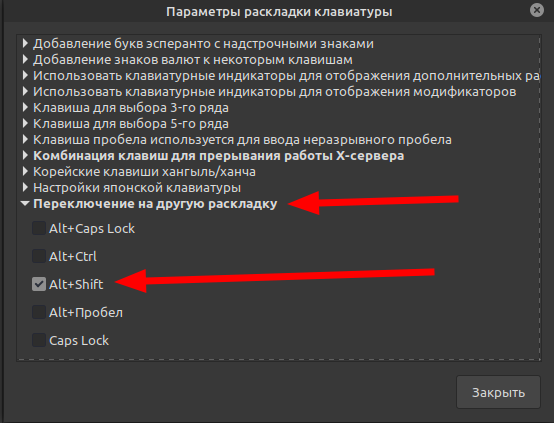 Параметры раскладки клавиатуры
Добавление букв эсперанто с надстрочными знаками
Добавление знаков валют к некоторым клавишам
Использовать клавиатурные индикаторы для отображения дополнительных ра
Использовать клавиатурные индикаторы для отображения модификаторов
Клавиша для выбора 3-го ряда
Клавиша для выбора 5-го ряда
Клавиша пробела используется для ввода неразрывного пробела
Комбинация клавиш для прерывания работы X-сервера
Корейские клавиши хангыль/ханча
Настройки японской клавиатуры
Переключение на другую раскладку
Alt+Caps Lock
Alt+Ctrl
Alt+Shift
Alt+Пробел
Caps Lock
Закрыть